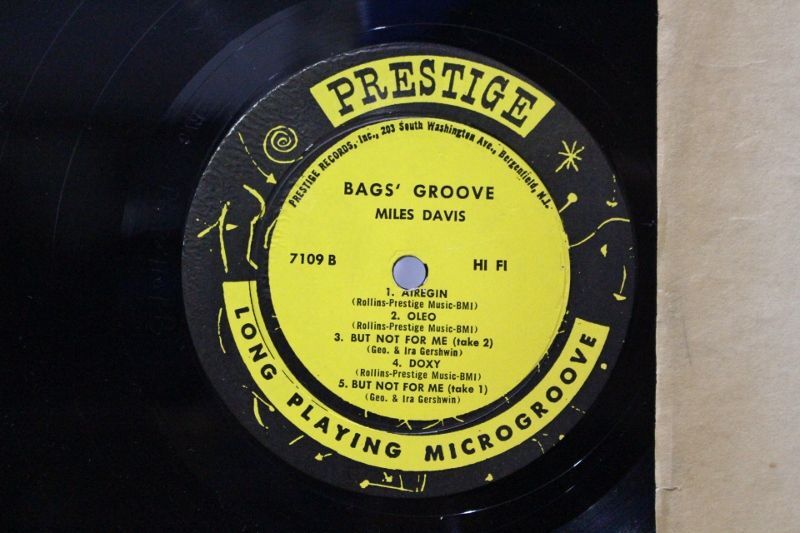 PRESTIGE
PRESTIGE RECORDS, Inc., 203 South Washington Ave., Bergenfield, N.J.
BAGS' GROOVE
MILES DAVIS
7109 B
HI FI
1. AIREGIN
(Rollins-Prestige Music-BMI)
2. OLEO
(Rollins-Prestige Music-BMI)
3. BUT NOT FOR ME (take 2)
(Geo. & Ira Gershwin)
4. DOXY
(Rollins-Prestige Music-BMI)
5. BUT NOT FOR ME (take 1)
(Geo. & Ira Gershwin)
LONG PLAYING MICROGROOVE